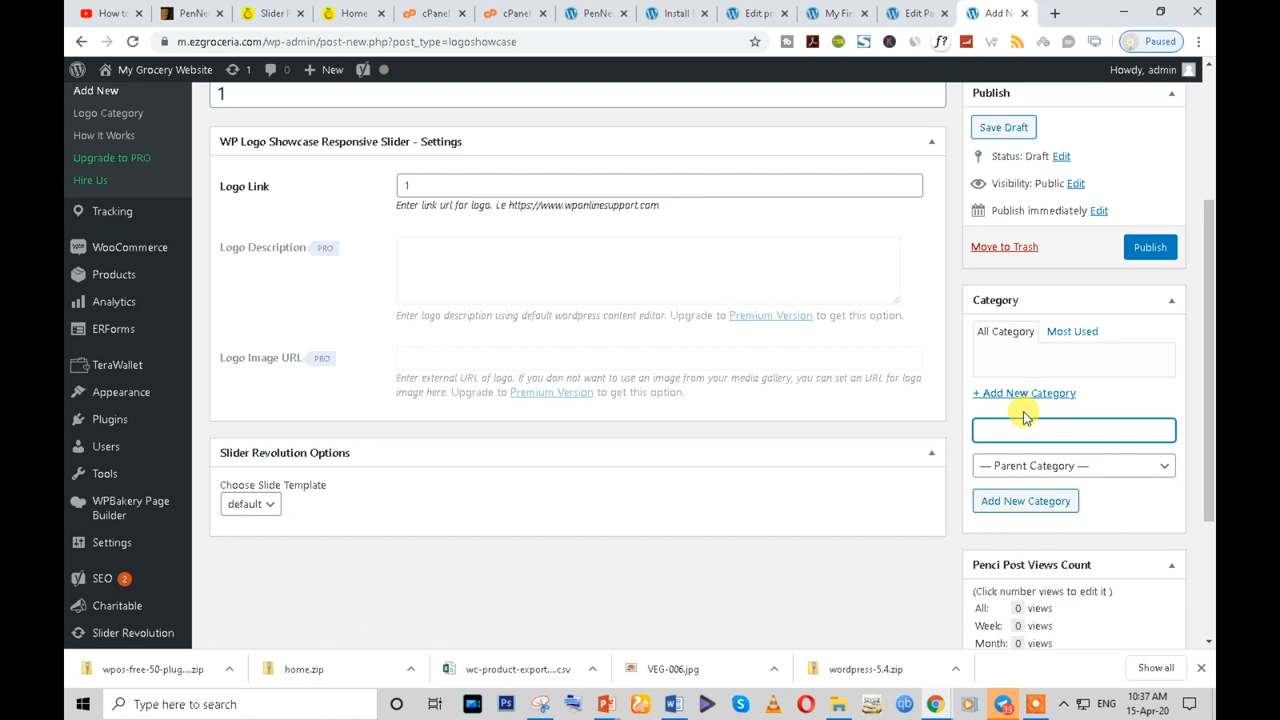 How to
PenNe
Slider F
Home
cPanel
cPanel
PenNe
Install F
Edit pr
My Fir
Edit Pa
Add N
m.ezgroceria.com/wp-admin/post-new.php?post_type=logoshowcase
Paused
My Grocery Website
1
0
New
Howdy, admin
Add New
Logo Category
How It Works
Upgrade to PRO
Hire Us
Tracking
WooCommerce
Products
Analytics
ERForms
TeraWallet
Appearance
Plugins
Users
Tools
WPBakery Page
Builder
Settings
SEO 2
Charitable
Slider Revolution
1
WP Logo Showcase Responsive Slider - Settings
Logo Link
1
Enter link url for logo. i.e https://www.wponlinesupport.com
Logo Description PRO
Enter logo description using default wordpress content editor. Upgrade to Premium Version to get this option.
Logo Image URL PRO
Enter external URL of logo. If you don not want to use an image from your media gallery, you can set an URL for logo
image here. Upgrade to Premium Version to get this option.
Slider Revolution Options
Choose Slide Template
default
Publish
Save Draft
Status: Draft Edit
Visibility: Public Edit
Publish immediately Edit
Move to Trash
Publish
Category
All Category
Most Used
+ Add New Category
— Parent Category —
Add New Category
Penci Post Views Count
(Click number views to edit it )
All: 0 views
Week: 0 views
Month: 0 views
wpos-free-50-plug....zip
home.zip
wc-product-export....csv
VEG-006.jpg
wordpress-5.4.zip
Show all
Type here to search
39
ENG
10:37 AM
15-Apr-20